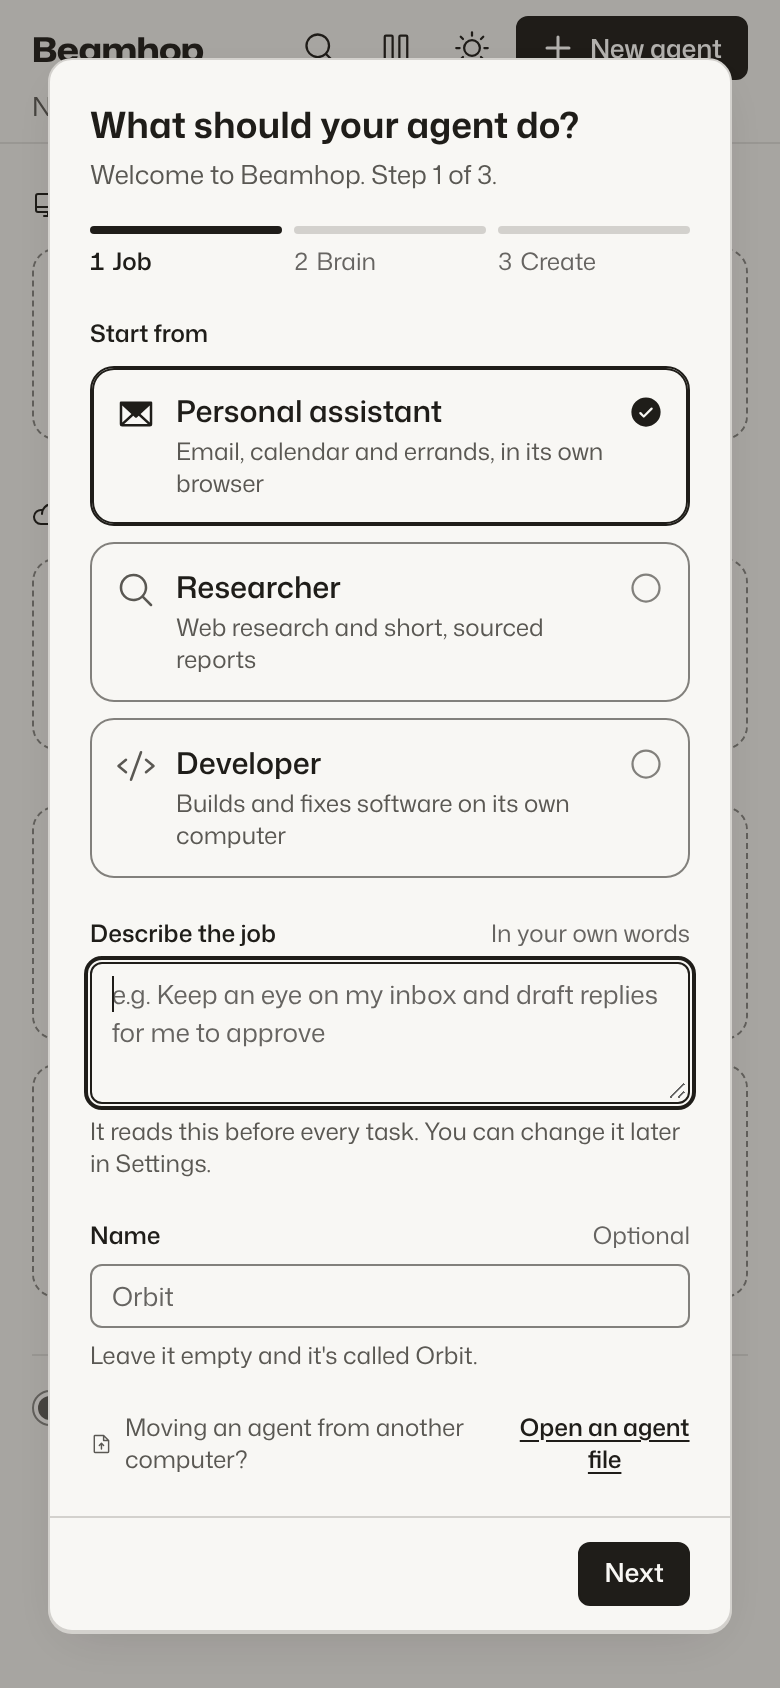 Beamhop
New agent
N
What should your agent do?
Welcome to Beamhop. Step 1 of 3.
1 Job
2 Brain
3 Create
Start from
Personal assistant
Email, calendar and errands, in its own
browser
Researcher
Web research and short, sourced
reports
Developer
Builds and fixes software on its own
computer
Describe the job
In your own words
e.g. Keep an eye on my inbox and draft replies
for me to approve
It reads this before every task. You can change it later
in Settings.
Name
Optional
Orbit
Leave it empty and it's called Orbit.
Moving an agent from another
computer?
Open an agent
file
Next